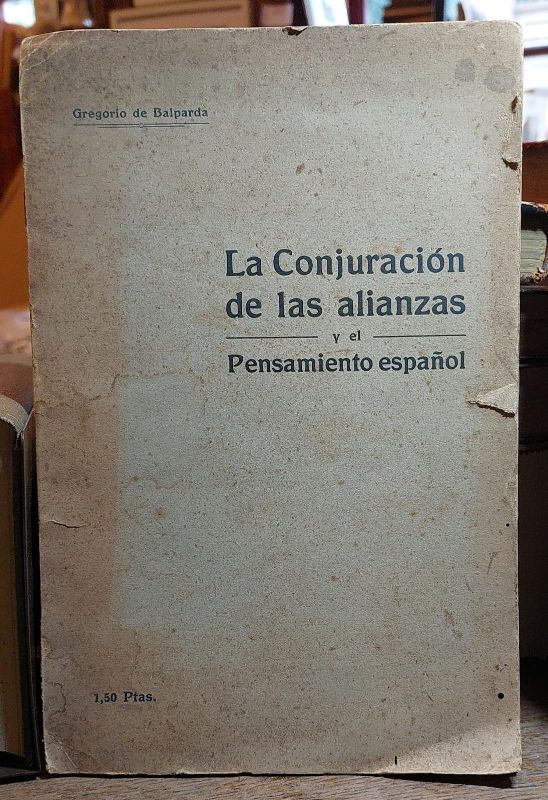 Gregorio de Balparda
La Conjuración
de las alianzas
y el
Pensamiento español
1,50 Ptas.